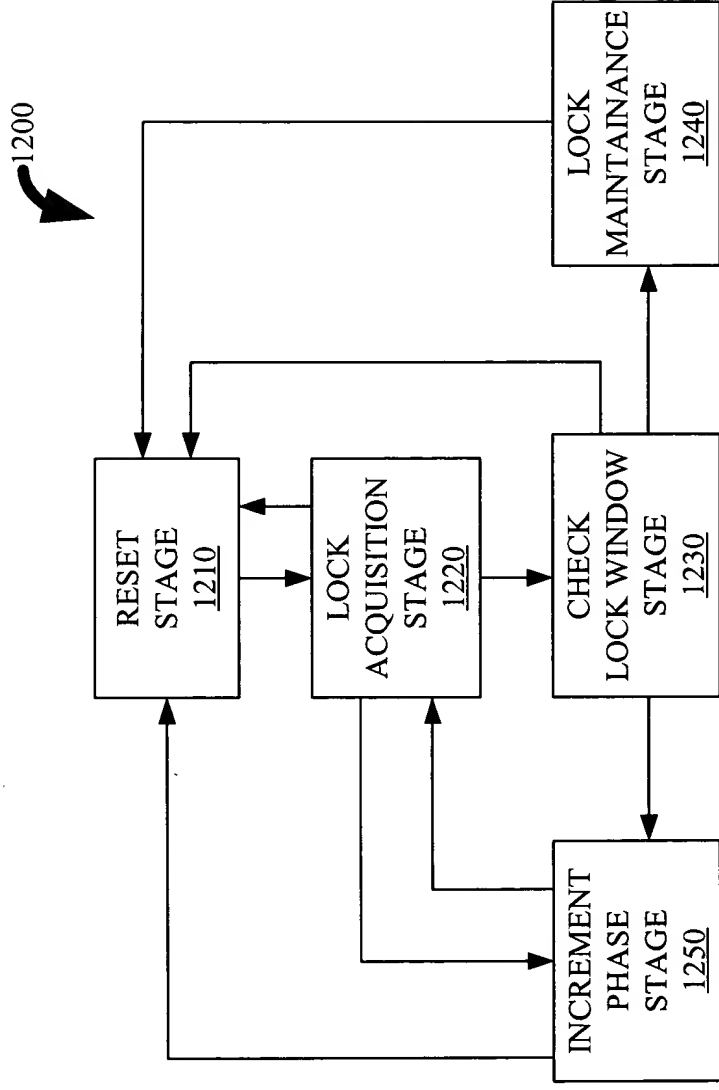 1200
RESET
STAGE
1210
LOCK
ACQUISITION
STAGE
1220
CHECK
LOCK WINDOW
STAGE
1230
LOCK
MAINTAINANCE
STAGE
1240
INCREMENT
PHASE
STAGE
1250